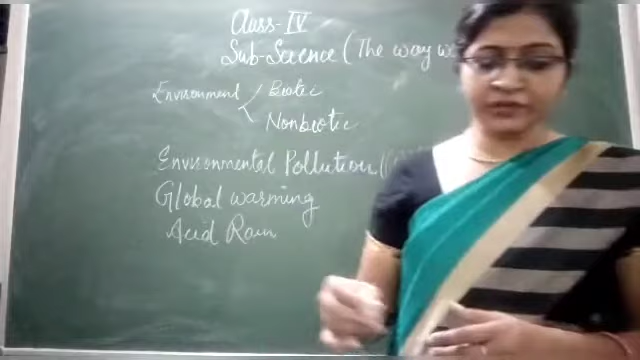 Class-IV
Sub-Science (The way w
Environment Biotic
Nonbiotic
Environmental Pollution (
Global warming
Acid Rain